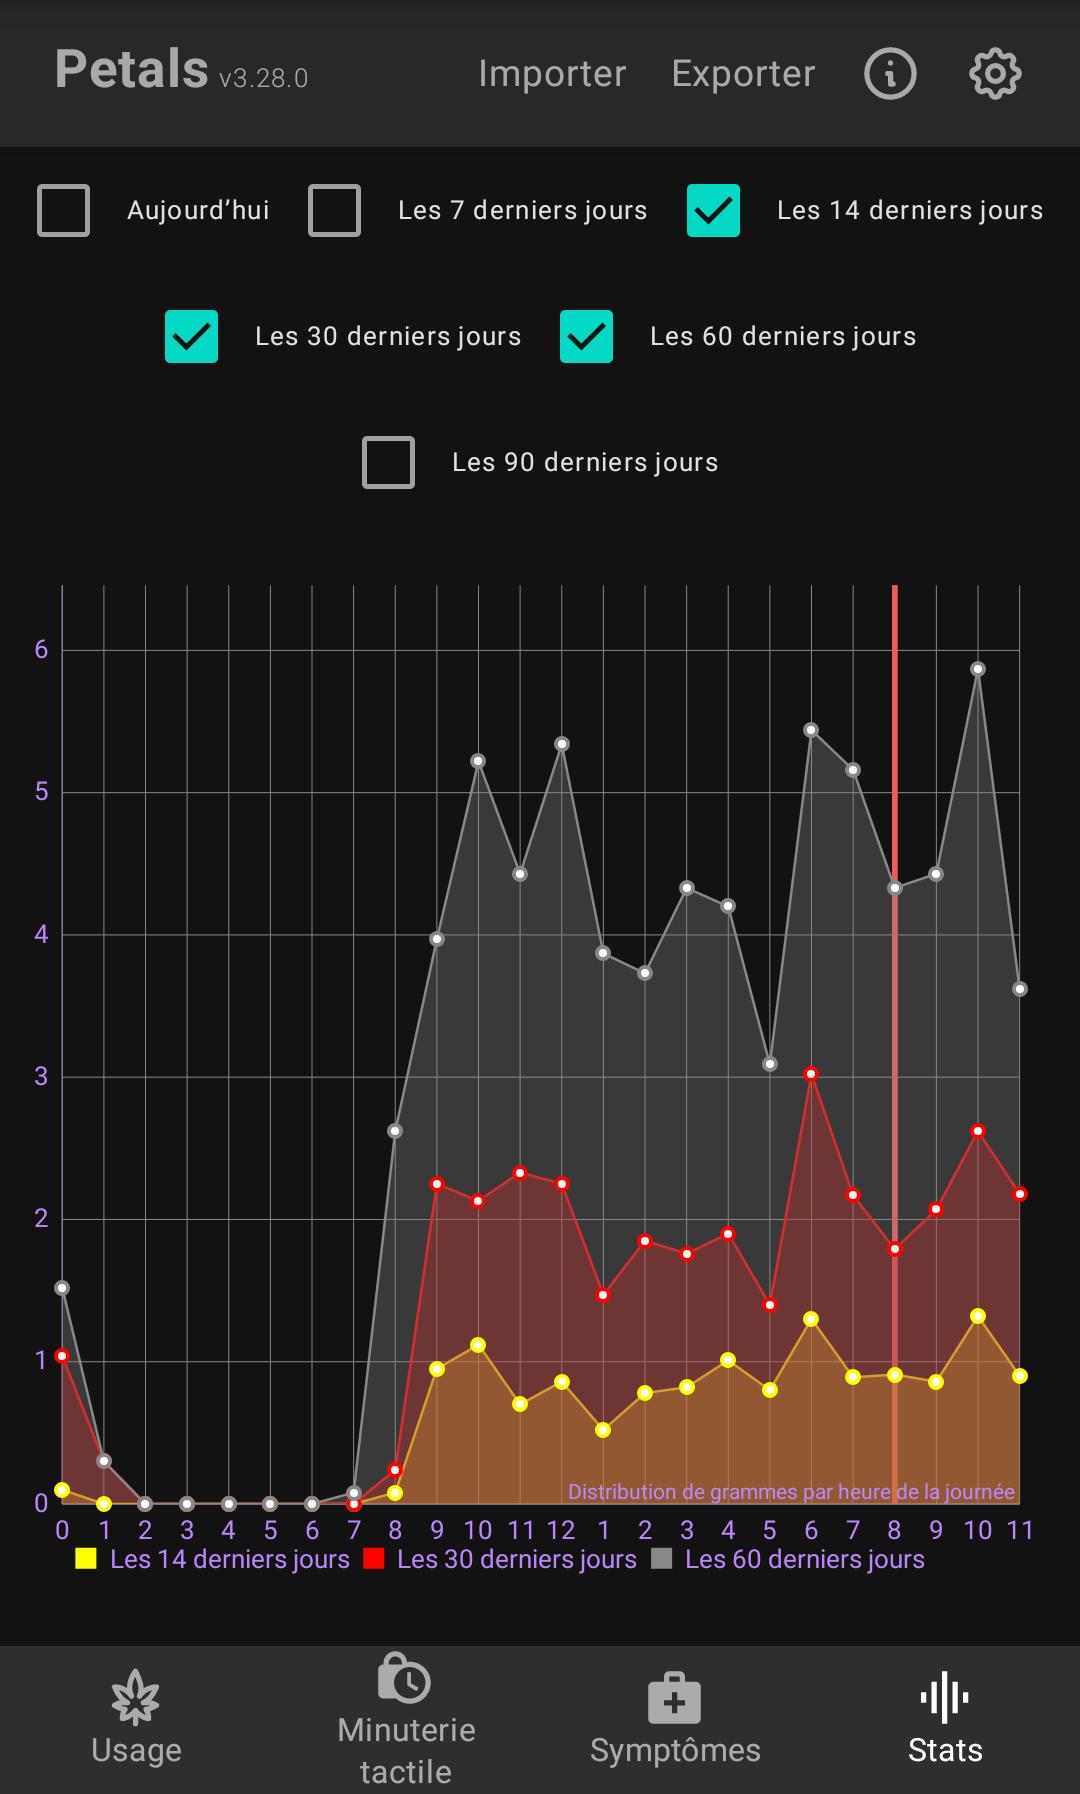 Petals v3.28.0 Importer Exporter
Aujourd’hui Les 7 derniers jours Les 14 derniers jours
Les 30 derniers jours Les 60 derniers jours
Les 90 derniers jours
6
5
4
3
2
1
0
Distribution de grammes par heure de la journée
0 1 2 3 4 5 6 7 8 9 10 11 12 1 2 3 4 5 6 7 8 9 10 11
Les 14 derniers jours Les 30 derniers jours Les 60 derniers jours
Usage
Minuterie
tactile
Symptômes
Stats